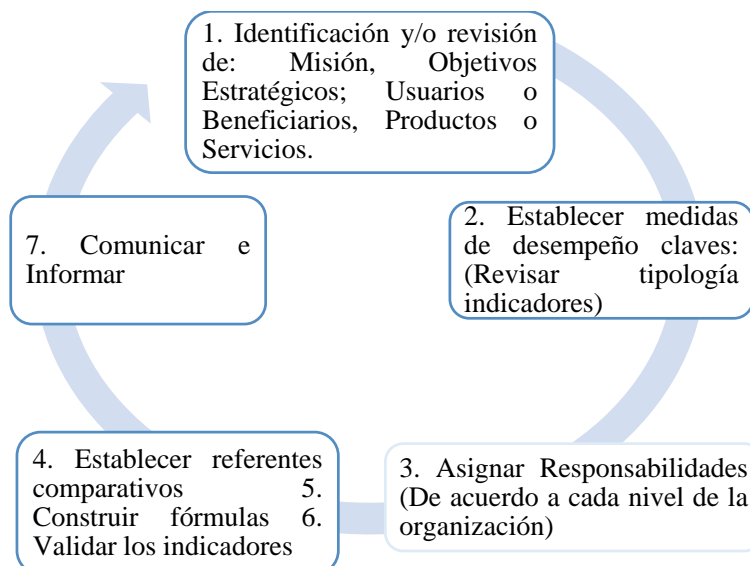 1. Identificación y/o revisión
de: Misión, Objetivos
Estratégicos; Usuarios o
Beneficiarios, Productos o
Servicios.
2. Establecer medidas
de desempeño claves:
(Revisar tipología
indicadores)
3. Asignar Responsabilidades
(De acuerdo a cada nivel de la
organización)
4. Establecer referentes
comparativos 5.
Construir fórmulas 6.
Validar los indicadores
7. Comunicar e
Informar